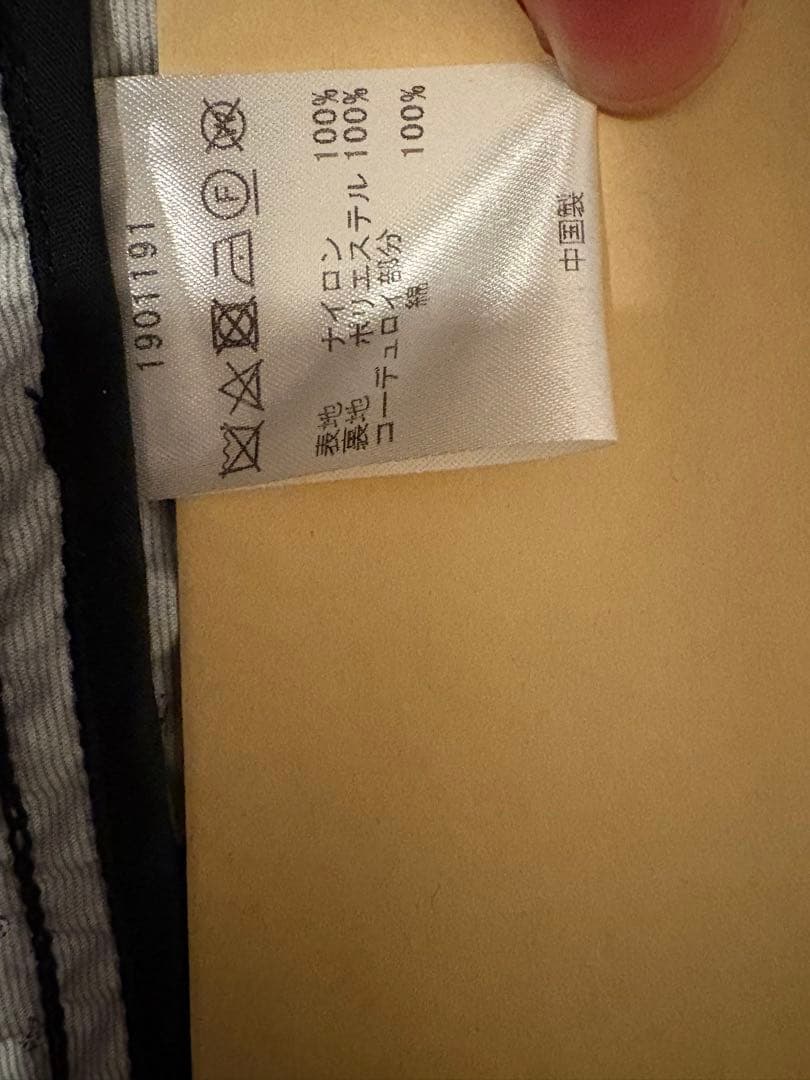 1901191
F
W
表地 ナイロン 100%
裏地 ポリエステル 100%
コーデュロイ部分
綿 100%
中国製